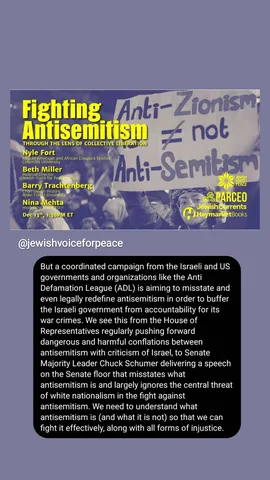 Fighting
Antisemitism
THROUGH THE LENS OF COLLECTIVE LIBERATION
Nyle Fort
Beth Miller
Barry Trachtenberg
Nina Mehta
Anti-Zionism
≠ not
Anti-Semitism
PARCEO
JewishCurrents
HaymarketBooks
@jewishvoiceforpeace
But a coordinated campaign from the Israeli and US
governments and organizations like the Anti
Defamation League (ADL) is aiming to misstate and
even legally redefine antisemitism in order to buffer
the Israeli government from accountability for its
war crimes. We see this from the House of
Representatives regularly pushing forward
dangerous and harmful conflations between
antisemitism with criticism of Israel, to Senate
Majority Leader Chuck Schumer delivering a speech
on the Senate floor that misstates what
antisemitism is and largely ignores the central threat
of white nationalism in the fight against
antisemitism. We need to understand what
antisemitism is (and what it is not) so that we can
fight it effectively, along with all forms of injustice.